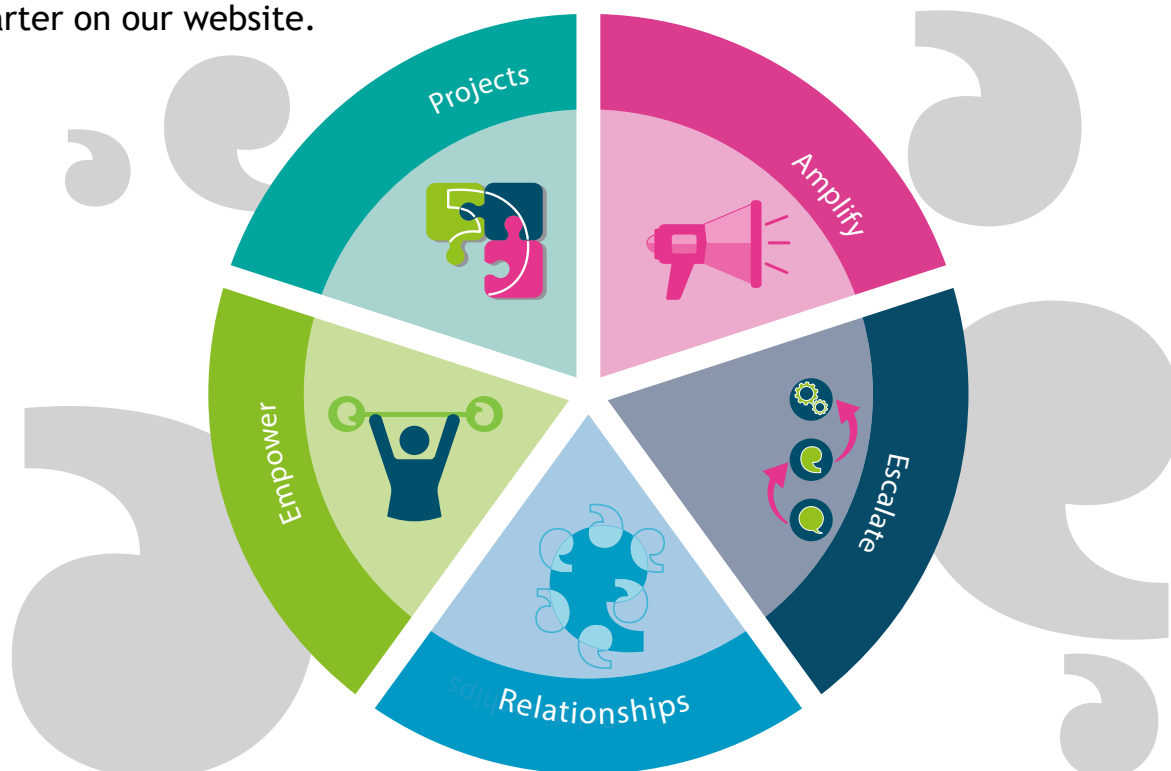 arter on our website.
Projects
Amplify
Empower
Escalate
Relationships